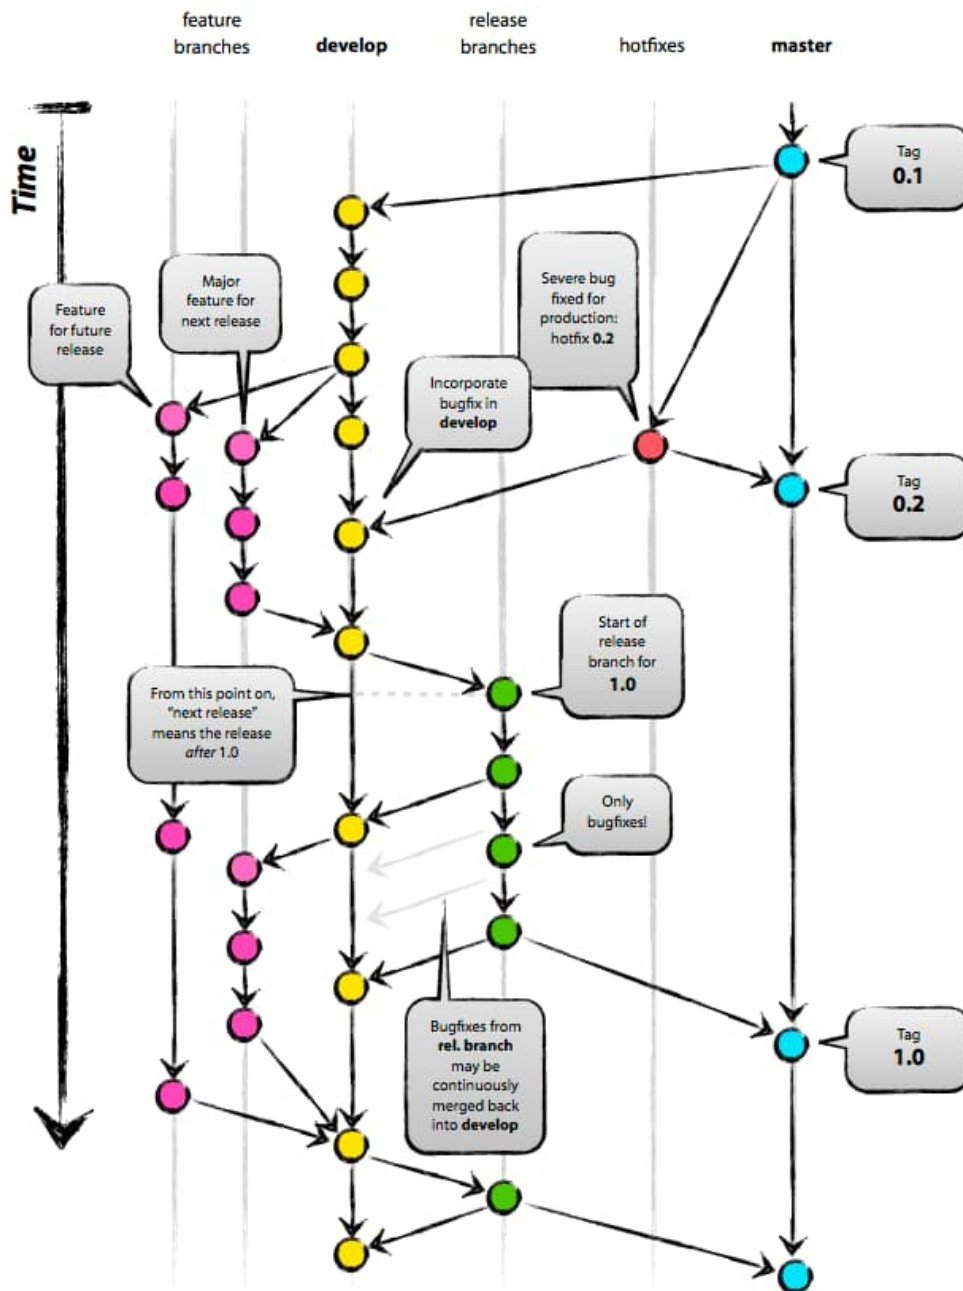 feature
branches
develop
release
branches
hotfixes
master
Time
Tag
0.1
Major
feature for
next release
Severe bug
fixed for
production:
hotfix 0.2
Feature
for future
release
Incorporate
bugfix in
develop
Tag
0.2
Start of
release
branch for
1.0
From this point on,
“next release”
means the release
after 1.0
Only
bugfixes!
Bugfixes from
rel. branch
may be
continuously
merged back
into develop
Tag
1.0